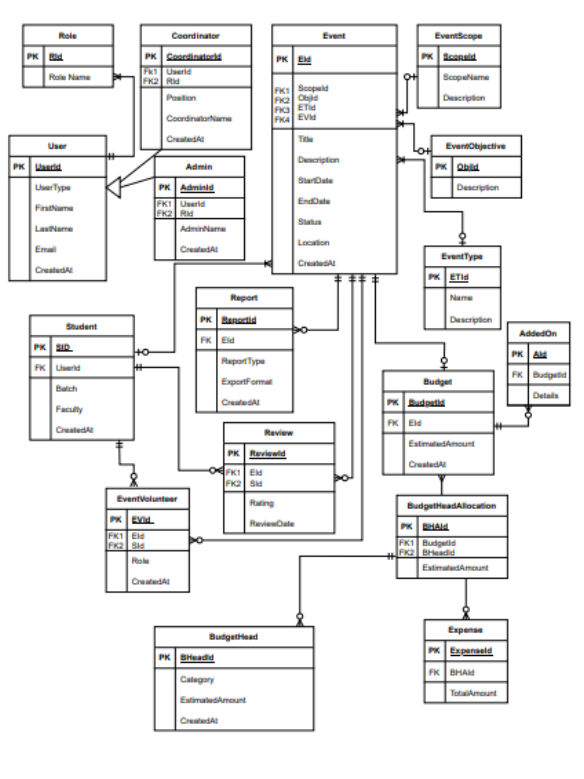 Role
PK RId
Role Name
Coordinator
PK CoordinatorId
Fk1 UserId
FK2 RId
Position
CoordinatorName
CreatedAt
Event
PK EId
FK1 ScopeId
FK2 ObjId
FK3 ETId
FK4 EVId
Title
Description
StartDate
EndDate
Status
Location
CreatedAt
EventScope
PK ScopeId
ScopeName
Description
User
PK UserId
UserType
FirstName
LastName
Email
CreatedAt
Admin
PK AdminId
FK1 UserId
FK2 RId
AdminName
CreatedAt
EventObjective
PK ObjId
Description
EventType
PK ETId
Name
Description
Report
PK ReportId
FK EId
ReportType
ExportFormat
CreatedAt
Student
PK SID
FK UserId
Batch
Faculty
CreatedAt
AddedOn
PK AId
FK BudgetId
Details
Budget
PK BudgetId
FK EId
EstimatedAmount
CreatedAt
Review
PK ReviewId
FK1 EId
FK2 SId
Rating
ReviewDate
EventVolunteer
PK EVId
FK1 EId
FK2 SId
Role
CreatedAt
BudgetHeadAllocation
PK BHAId
FK1 BudgetId
FK2 BHeadId
EstimatedAmount
BudgetHead
PK BHeadId
Category
EstimatedAmount
CreatedAt
Expense
PK ExpenseId
FK BHAId
TotalAmount